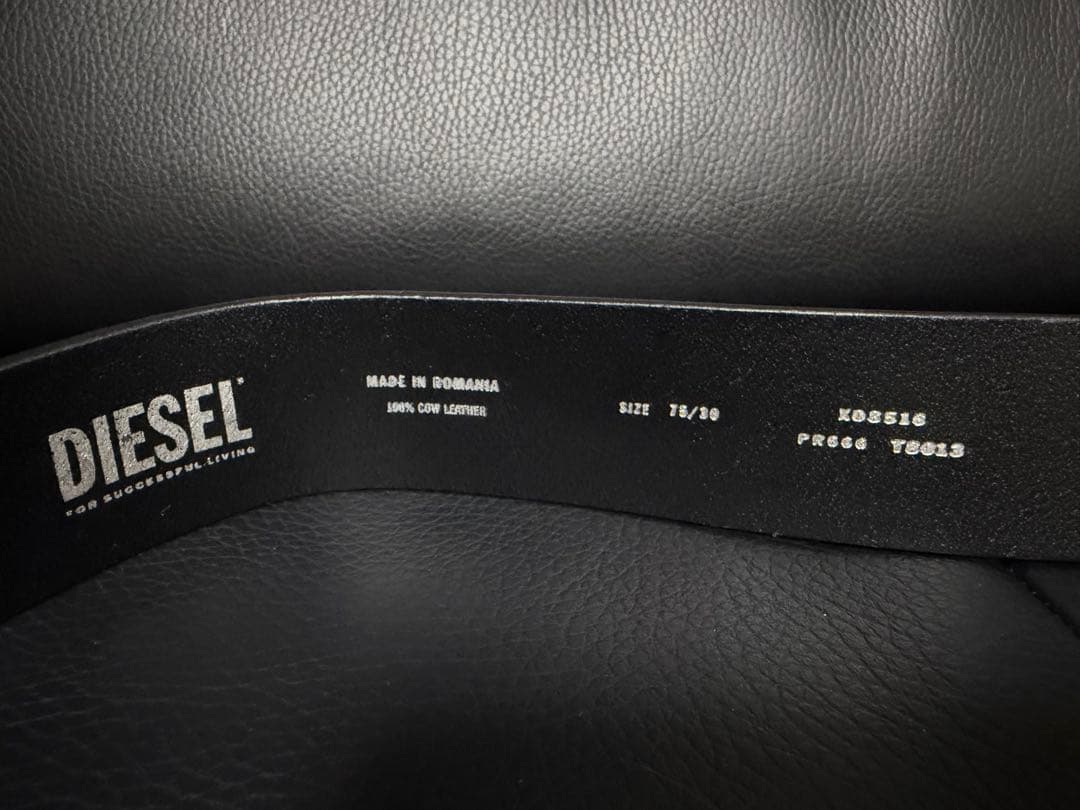 DIESEL
FOR SUCCESSFUL LIVING
MADE IN ROMANIA
100% COW LEATHER
SIZE 75/30
X08516
PR666 T8013